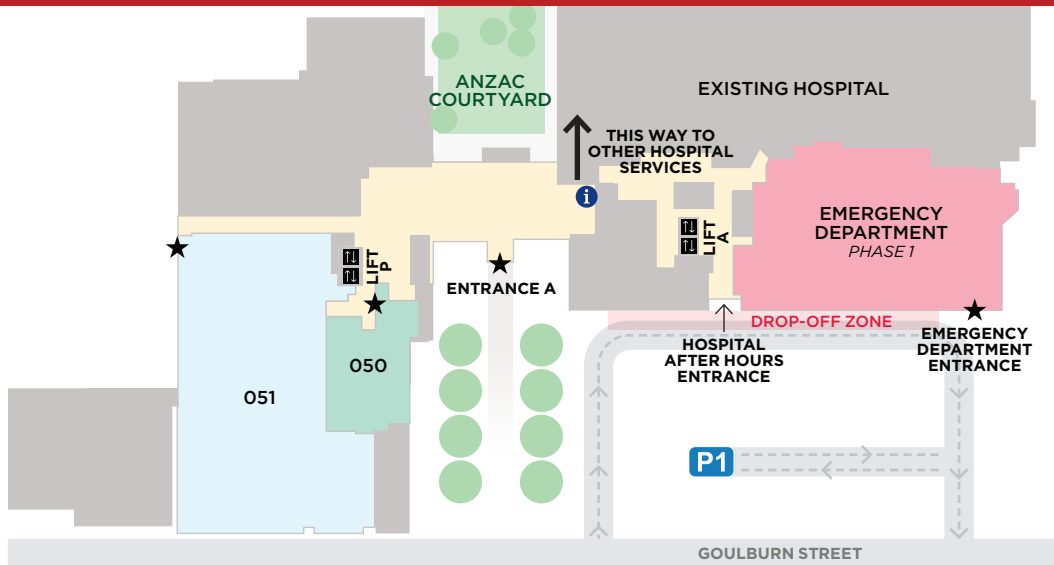 ANZAC
COURTYARD
EXISTING HOSPITAL
THIS WAY TO
OTHER HOSPITAL
SERVICES
i
EMERGENCY
DEPARTMENT
PHASE 1
LIFT
A
LIFT
P
ENTRANCE A
DROP-OFF ZONE
HOSPITAL
AFTER HOURS
ENTRANCE
EMERGENCY
DEPARTMENT
ENTRANCE
050
051
P1
GOULBURN STREET